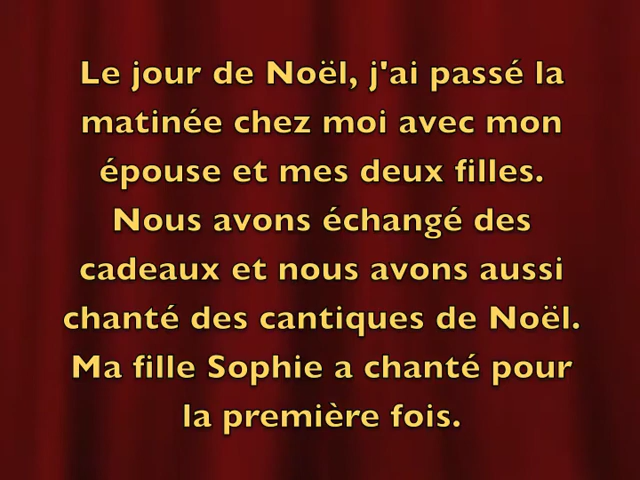 Le jour de Noël, j'ai passé la
matinée chez moi avec mon
épouse et mes deux filles.
Nous avons échangé des
cadeaux et nous avons aussi
chanté des cantiques de Noël.
Ma fille Sophie a chanté pour
la première fois.